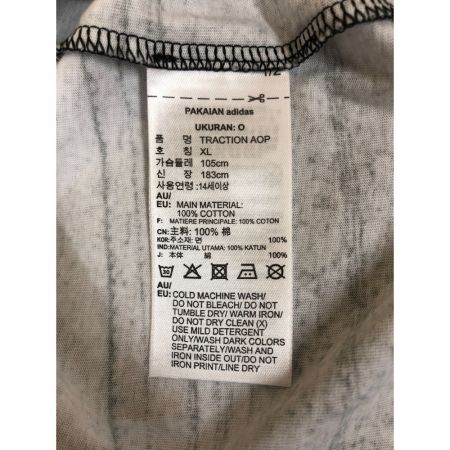 1/2
PAKAIAN adidas
UKURAN: O
품 명 TRACTION AOP
호 칭 XL
가슴둘레 105cm
신 장 183cm
사용연령 :14세이상
AU/
EU: MAIN MATERIAL:
100% COTTON
F: MATIERE PRINCIPALE: 100% COTON
CN: 主料: 100% 棉
KOR:주소재: 면 100%
IND:MATERIAL UTAMA: 100% KATUN
J: 本体 綿 100%
30
AU/
EU: COLD MACHINE WASH/
DO NOT BLEACH/ DO NOT
TUMBLE DRY/ WARM IRON/
DO NOT DRY CLEAN (X)
USE MILD DETERGENT
ONLY/WASH DARK COLORS
SEPARATELY/WASH AND
IRON INSIDE OUT/DO NOT
IRON PRINT/LINE DRY